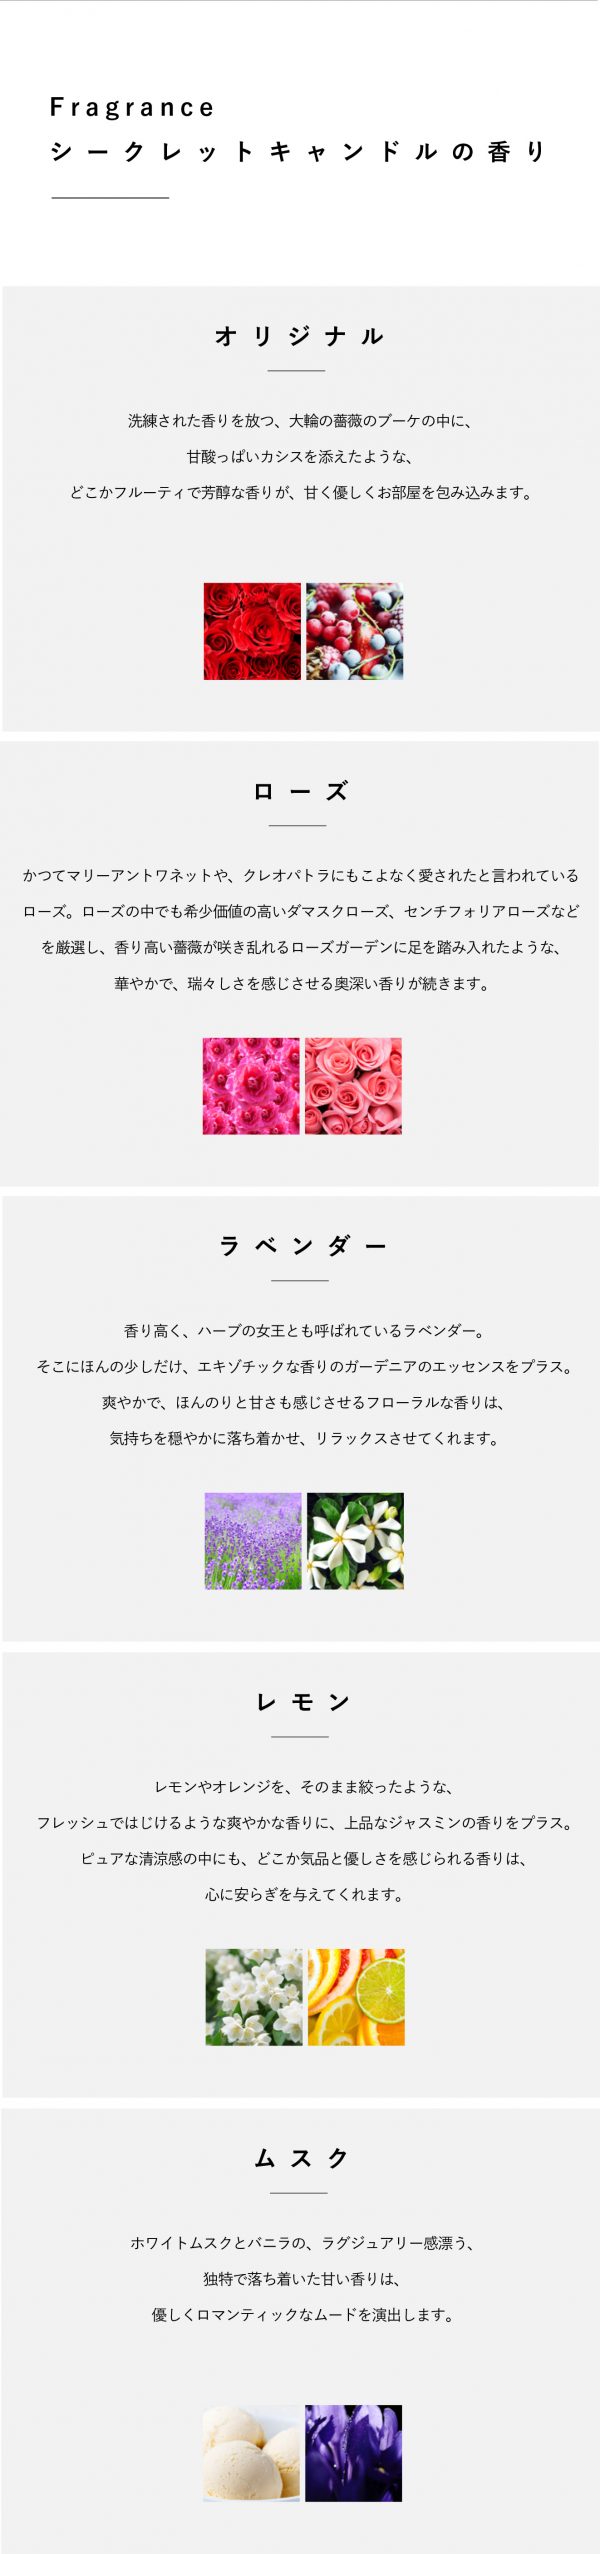 Fragrance
シークレットキャンドルの香り
オリジナル
洗練された香りを放つ、大輪の薔薇のブーケの中に、
甘酸っぱいカシスを添えたような、
どこかフルーティで芳醇な香りが、甘く優しくお部屋を包み込みます。
ローズ
かつてマリーアントワネットや、クレオパトラにもこよなく愛されたと言われている
ローズ。ローズの中でも希少価値の高いダマスクローズ、センチフォリアローズなど
を厳選し、香り高い薔薇が咲き乱れるローズガーデンに足を踏み入れたような、
華やかで、瑞々しさを感じさせる奥深い香りが続きます。
ラベンダー
香り高く、ハーブの女王とも呼ばれているラベンダー。
そこにほんの少しだけ、エキゾチックな香りのガーデニアのエッセンスをプラス。
爽やかで、ほんのりと甘さも感じさせるフローラルな香りは、
気持ちを穏やかに落ち着かせ、リラックスさせてくれます。
レモン
レモンやオレンジを、そのまま絞ったような、
フレッシュではじけるような爽やかな香りに、上品なジャスミンの香りをプラス。
ピュアな清涼感の中にも、どこか気品と優しさを感じられる香りは、
心に安らぎを与えてくれます。
ムスク
ホワイトムスクとバニラの、ラグジュアリー感漂う、
独特で落ち着いた甘い香りは、
優しくロマンティックなムードを演出します。